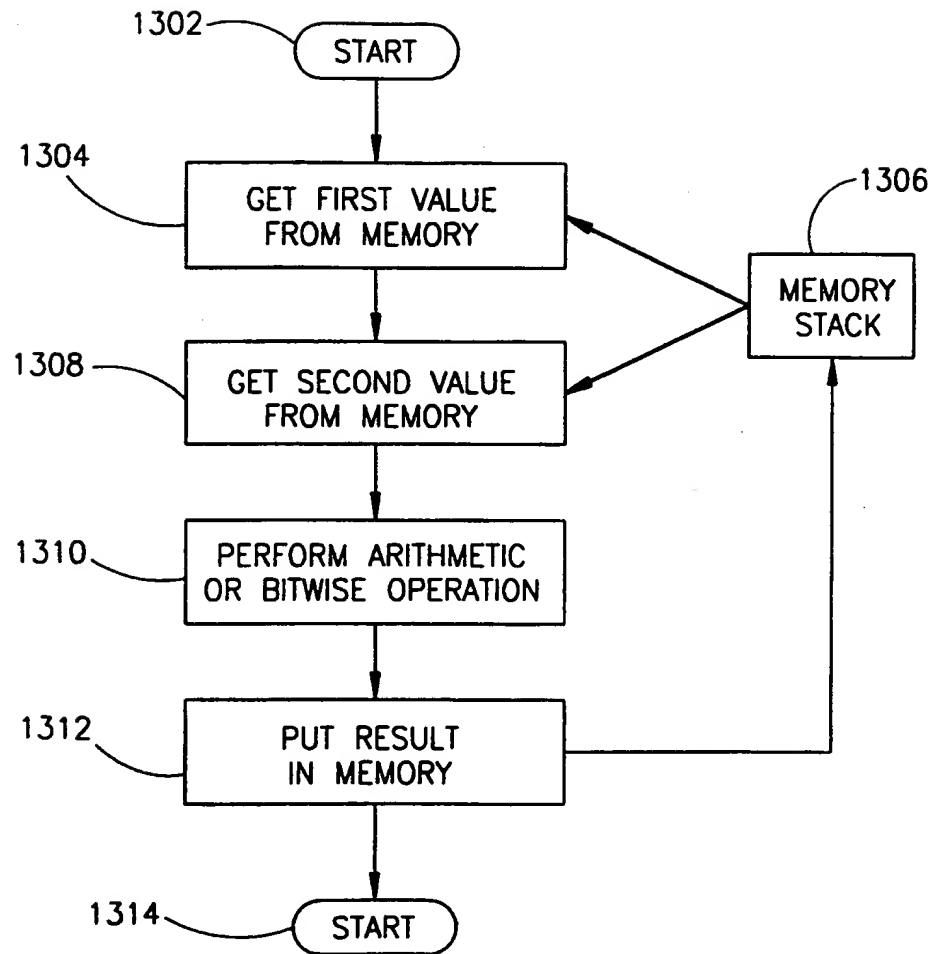 1302
START
1304
GET FIRST VALUE
FROM MEMORY
1306
MEMORY
STACK
1308
GET SECOND VALUE
FROM MEMORY
1310
PERFORM ARITHMETIC
OR BITWISE OPERATION
1312
PUT RESULT
IN MEMORY
1314
START